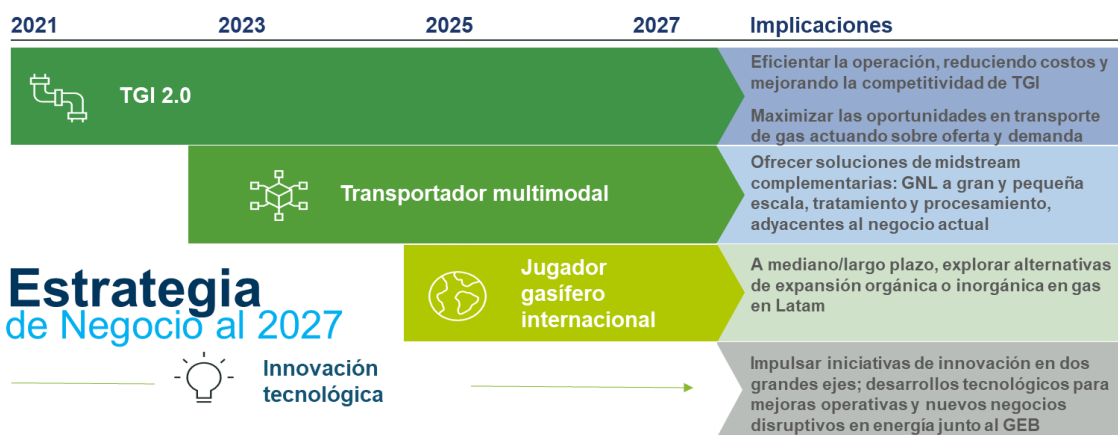 2021 2023 2025 2027 Implicaciones
TGI 2.0
Eficientar la operación, reduciendo costos y
mejorando la competitividad de TGI
Maximizar las oportunidades en transporte
de gas actuando sobre oferta y demanda
Transportador multimodal
Ofrecer soluciones de midstream
complementarias: GNL a gran y pequeña
escala, tratamiento y procesamiento,
adyacentes al negocio actual
Jugador
gasífero
internacional
A mediano/largo plazo, explorar alternativas
de expansión orgánica o inorgánica en gas
en Latam
Estrategia
de Negocio al 2027
Innovación
tecnológica
Impulsar iniciativas de innovación en dos
grandes ejes; desarrollos tecnológicos para
mejoras operativas y nuevos negocios
disruptivos en energía junto al GEB